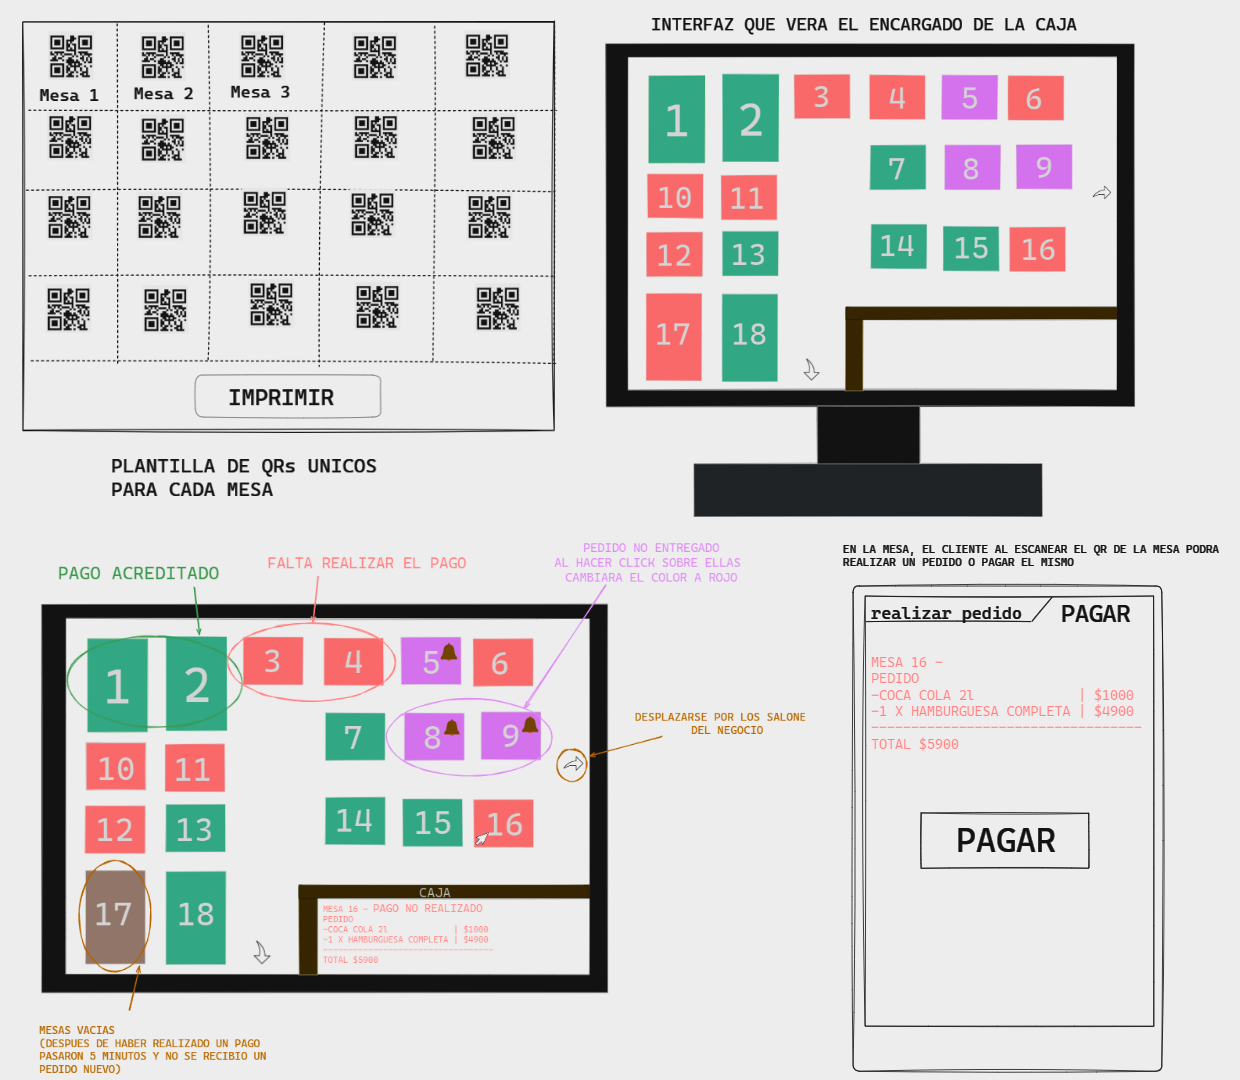 Mesa 1 Mesa 2 Mesa 3
IMPRIMIR
PLANTILLA DE QRs UNICOS
PARA CADA MESA
INTERFAZ QUE VERA EL ENCARGADO DE LA CAJA
1 2 3 4 5 6
7 8 9
10 11
12 13 14 15 16
17 18
PAGO ACREDITADO
FALTA REALIZAR EL PAGO
PEDIDO NO ENTREGADO
AL HACER CLICK SOBRE ELLAS
CAMBIARA EL COLOR A ROJO
1 2 3 4 5 6
7 8 9
10 11
12 13 14 15 16
17 18
DESPLAZARSE POR LOS SALONE
DEL NEGOCIO
CAJA
MESA 16 - PAGO NO REALIZADO
PEDIDO
-COCA COLA 2l | $1000
-1 X HAMBURGUESA COMPLETA | $4900
---------------------------------
TOTAL $5900
MESAS VACIAS
(DESPUES DE HABER REALIZADO UN PAGO
PASARON 5 MINUTOS Y NO SE RECIBIO UN
PEDIDO NUEVO)
EN LA MESA, EL CLIENTE AL ESCANEAR EL QR DE LA MESA PODRA
REALIZAR UN PEDIDO O PAGAR EL MISMO
realizar pedido PAGAR
MESA 16 -
PEDIDO
-COCA COLA 2l | $1000
-1 X HAMBURGUESA COMPLETA | $4900
---------------------------------
TOTAL $5900
PAGAR